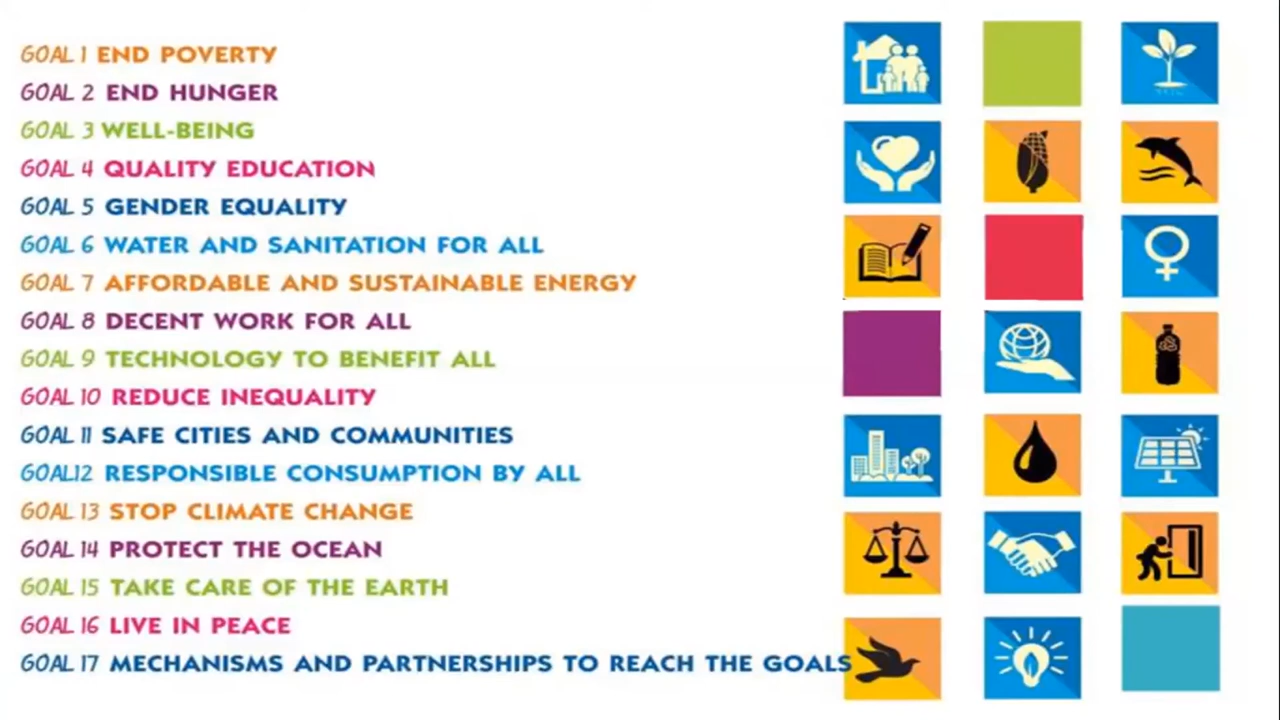 GOAL 1 END POVERTY
GOAL 2 END HUNGER
GOAL 3 WELL-BEING
GOAL 4 QUALITY EDUCATION
GOAL 5 GENDER EQUALITY
GOAL 6 WATER AND SANITATION FOR ALL
GOAL 7 AFFORDABLE AND SUSTAINABLE ENERGY
GOAL 8 DECENT WORK FOR ALL
GOAL 9 TECHNOLOGY TO BENEFIT ALL
GOAL 10 REDUCE INEQUALITY
GOAL 11 SAFE CITIES AND COMMUNITIES
GOAL12 RESPONSIBLE CONSUMPTION BY ALL
GOAL 13 STOP CLIMATE CHANGE
GOAL 14 PROTECT THE OCEAN
GOAL 15 TAKE CARE OF THE EARTH
GOAL 16 LIVE IN PEACE
GOAL 17 MECHANISMS AND PARTNERSHIPS TO REACH THE GOALS